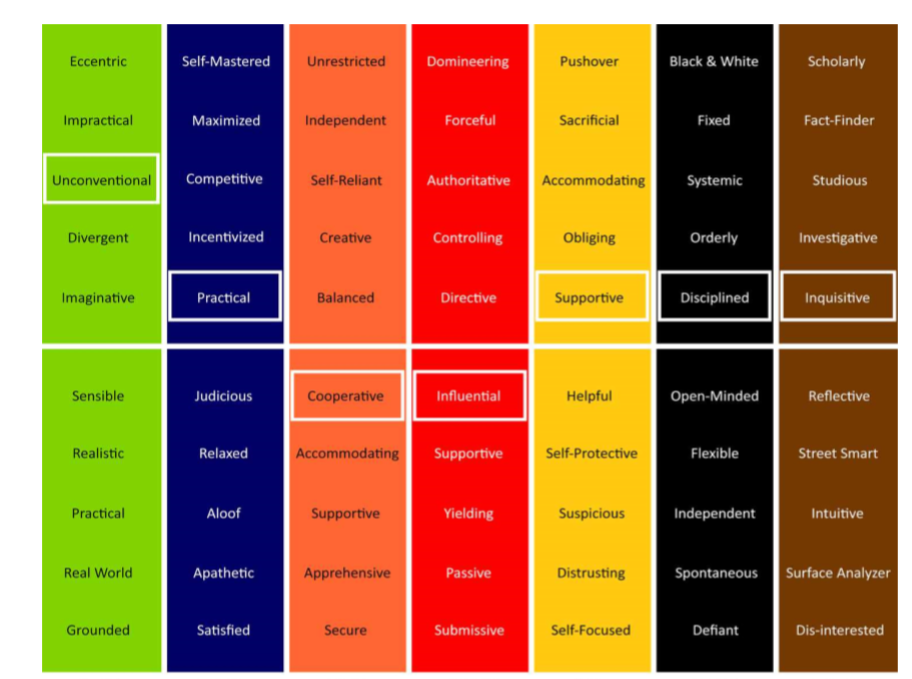 Eccentric Self-Mastered Unrestricted Domineering Pushover Black & White Scholarly
Impractical Maximized Independent Forceful Sacrificial Fixed Fact-Finder
Unconventional Competitive Self-Reliant Authoritative Accommodating Systemic Studious
Divergent Incentivized Creative Controlling Obliging Orderly Investigative
Imaginative Practical Balanced Directive Supportive Disciplined Inquisitive
Sensible Judicious Cooperative Influential Helpful Open-Minded Reflective
Realistic Relaxed Accommodating Supportive Self-Protective Flexible Street Smart
Practical Aloof Supportive Yielding Suspicious Independent Intuitive
Real World Apathetic Apprehensive Passive Distrusting Spontaneous Surface Analyzer
Grounded Satisfied Secure Submissive Self-Focused Defiant Dis-interested